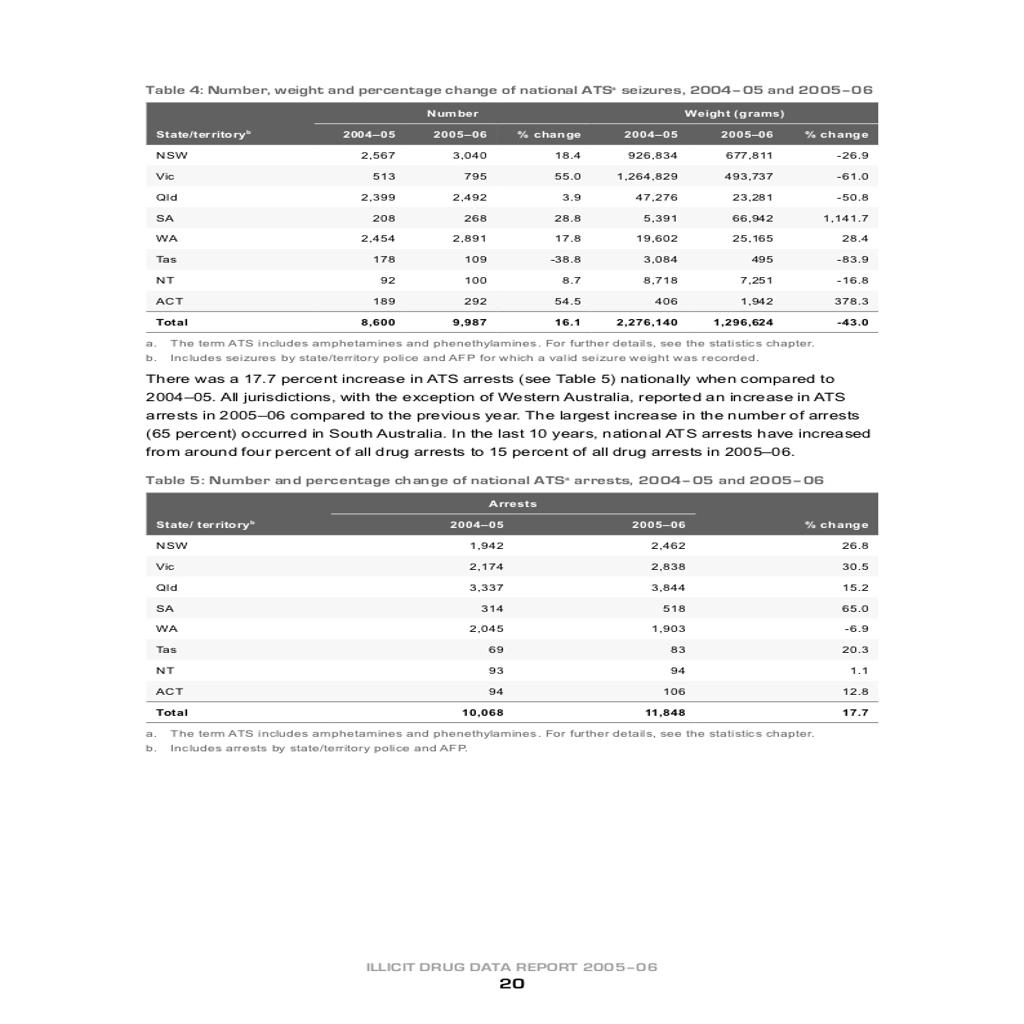 Table 4: Number, weight and percentage change of national ATSᵃ seizures, 2004–05 and 2005–06
Number Weight (grams)
State/territoryᵇ 2004–05 2005–06 % change 2004–05 2005–06 % change
NSW 2,567 3,040 18.4 926,834 677,811 -26.9
Vic 513 795 55.0 1,264,829 493,737 -61.0
Qld 2,399 2,492 3.9 47,276 23,281 -50.8
SA 208 268 28.8 5,391 66,942 1,141.7
WA 2,454 2,891 17.8 19,602 25,165 28.4
Tas 178 109 -38.8 3,084 495 -83.9
NT 92 100 8.7 8,718 7,251 -16.8
ACT 189 292 54.5 406 1,942 378.3
Total 8,600 9,987 16.1 2,276,140 1,296,624 -43.0
a. The term ATS includes amphetamines and phenethylamines. For further details, see the statistics chapter.
b. Includes seizures by state/territory police and AFP for which a valid seizure weight was recorded.
There was a 17.7 percent increase in ATS arrests (see Table 5) nationally when compared to
2004–05. All jurisdictions, with the exception of Western Australia, reported an increase in ATS
arrests in 2005–06 compared to the previous year. The largest increase in the number of arrests
(65 percent) occurred in South Australia. In the last 10 years, national ATS arrests have increased
from around four percent of all drug arrests to 15 percent of all drug arrests in 2005–06.
Table 5: Number and percentage change of national ATSᵃ arrests, 2004–05 and 2005–06
Arrests
State/ territoryᵇ 2004–05 2005–06 % change
NSW 1,942 2,462 26.8
Vic 2,174 2,838 30.5
Qld 3,337 3,844 15.2
SA 314 518 65.0
WA 2,045 1,903 -6.9
Tas 69 83 20.3
NT 93 94 1.1
ACT 94 106 12.8
Total 10,068 11,848 17.7
a. The term ATS includes amphetamines and phenethylamines. For further details, see the statistics chapter.
b. Includes arrests by state/territory police and AFP.
ILLICIT DRUG DATA REPORT 2005–06
20